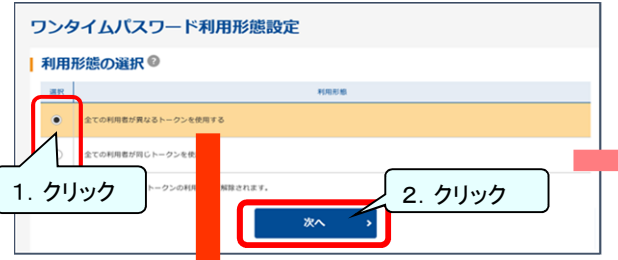 ワンタイムパスワード利用形態設定
利用形態の選択
選択 利用形態
全ての利用者が異なるトークンを使用する
全ての利用者が同じトークンを使
トークンの利用 解除されます。
1．クリック
2．クリック
次へ